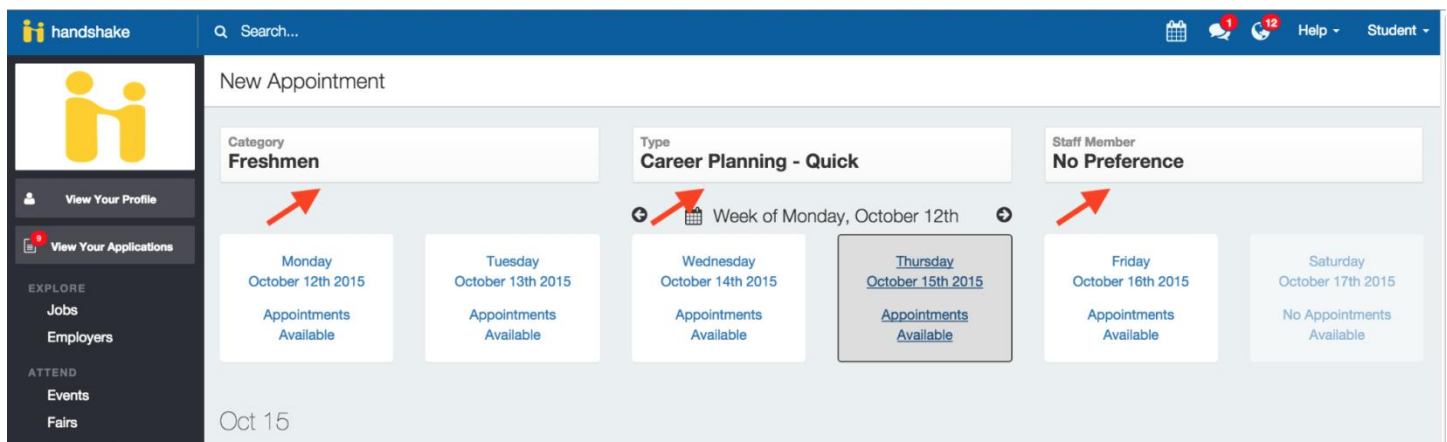 handshake
Search...
1
12
Help
Student
New Appointment
View Your Profile
9
View Your Applications
EXPLORE
Jobs
Employers
ATTEND
Events
Fairs
Category
Freshmen
Type
Career Planning - Quick
Staff Member
No Preference
Week of Monday, October 12th
Monday
October 12th 2015
Appointments
Available
Tuesday
October 13th 2015
Appointments
Available
Wednesday
October 14th 2015
Appointments
Available
Thursday
October 15th 2015
Appointments
Available
Friday
October 16th 2015
Appointments
Available
Saturday
October 17th 2015
No Appointments
Available
Oct 15